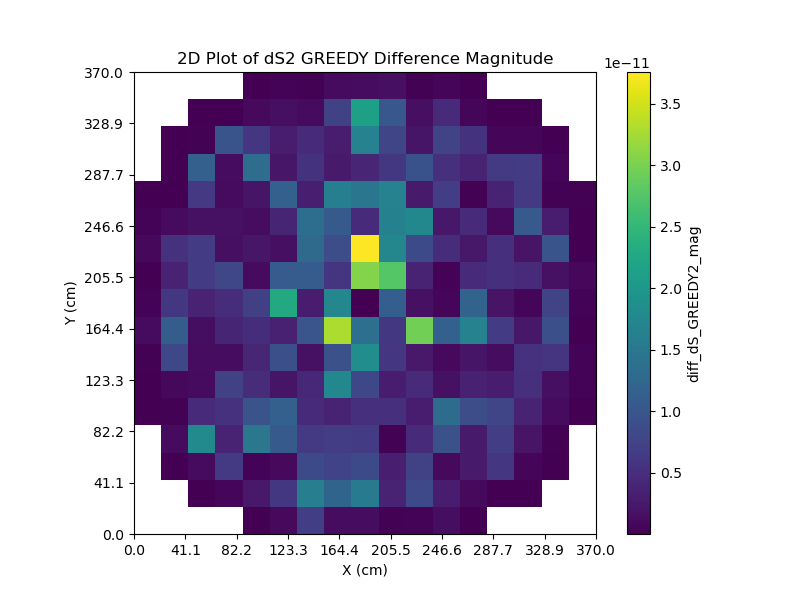 2D Plot of dS2 GREEDY Difference Magnitude
1e−11
370.0
328.9
287.7
246.6
205.5
164.4
123.3
82.2
41.1
0.0
Y (cm)
0.0 41.1 82.2 123.3 164.4 205.5 246.6 287.7 328.9 370.0
X (cm)
3.5
3.0
2.5
2.0
1.5
1.0
0.5
diff_dS_GREEDY2_mag